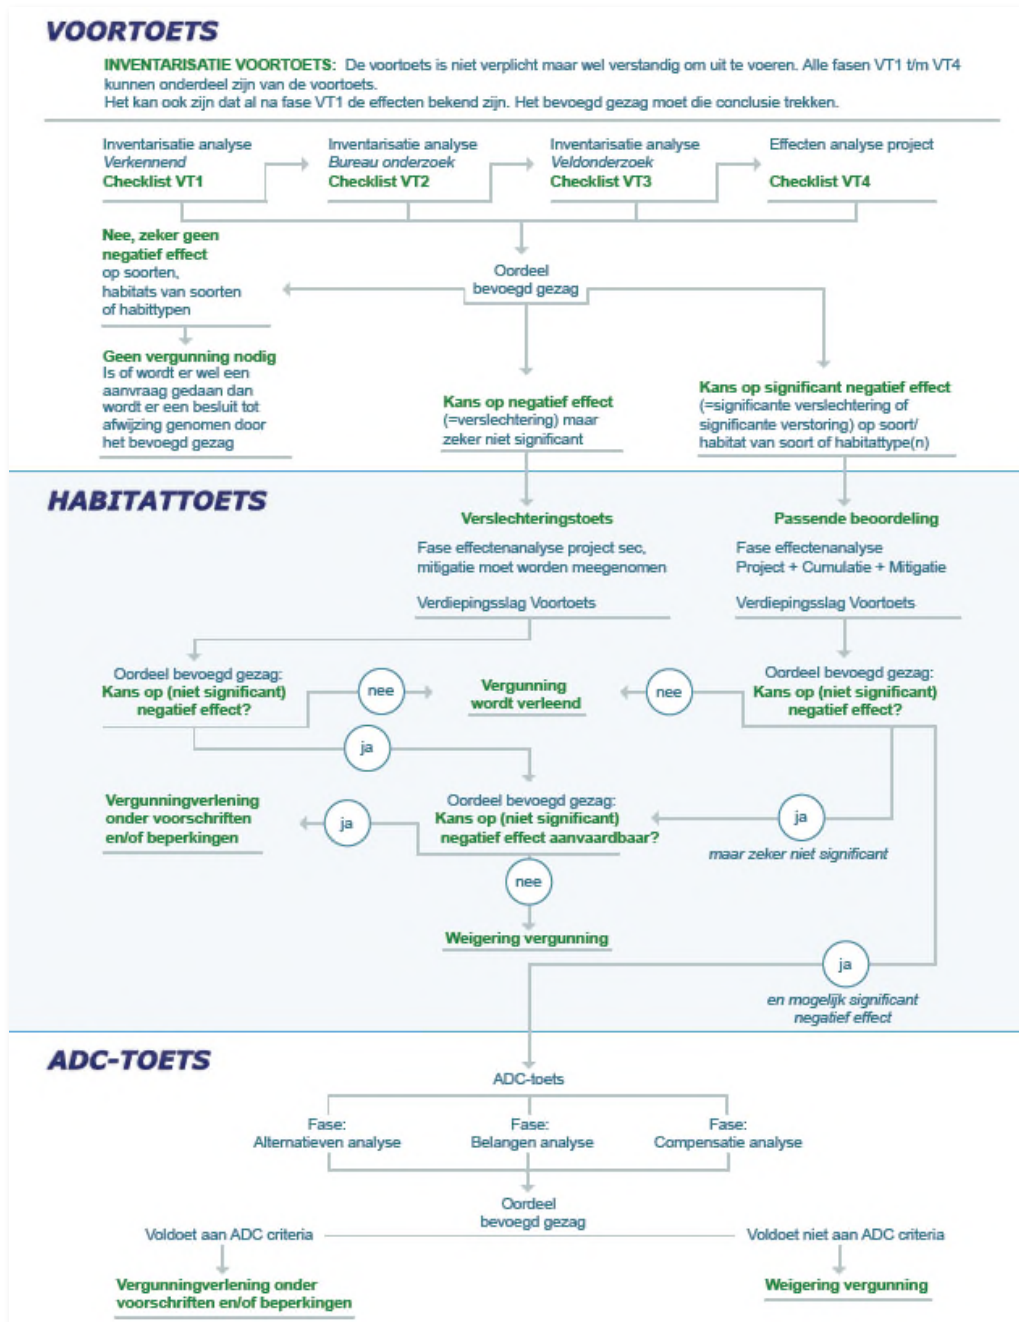 VOORTOETS
INVENTARISATIE VOORTOETS: De voortoets is niet verplicht maar wel verstandig om uit te voeren. Alle fasen VT1 t/m VT4
kunnen onderdeel zijn van de voortoets.
Het kan ook zijn dat al na fase VT1 de effecten bekend zijn. Het bevoegd gezag moet die conclusie trekken.
Inventarisatie analyse
Verkennend
Checklist VT1
Inventarisatie analyse
Bureau onderzoek
Checklist VT2
Inventarisatie analyse
Veldonderzoek
Checklist VT3
Effecten analyse project
Checklist VT4
Nee, zeker geen
negatief effect
op soorten,
habitats van soorten
of habittypen
Oordeel
bevoegd gezag
Geen vergunning nodig
Is of wordt er wel een
aanvraag gedaan dan
wordt er een besluit tot
afwijzing genomen door
het bevoegd gezag
Kans op negatief effect
(=verslechtering) maar
zeker niet significant
Kans op significant negatief effect
(=significante verslechtering of
significante verstoring) op soort/
habitat van soort of habitattype(n)
HABITATTOETS
Verslechteringstoets
Fase effectenanalyse project sec,
mitigatie moet worden meegenomen
Verdiepingsslag Voortoets
Passende beoordeling
Fase effectenanalyse
Project + Cumulatie + Mitigatie
Verdiepingsslag Voortoets
Oordeel bevoegd gezag:
Kans op (niet significant)
negatief effect?
nee
Vergunning
wordt verleend
nee
Oordeel bevoegd gezag:
Kans op (niet significant)
negatief effect?
ja
Vergunningverlening
onder voorschriften
en/of beperkingen
ja
Oordeel bevoegd gezag:
Kans op (niet significant)
negatief effect aanvaardbaar?
ja
maar zeker niet significant
nee
Weigering vergunning
ja
en mogelijk significant
negatief effect
ADC-TOETS
ADC-toets
Fase:
Alternatieven analyse
Fase:
Belangen analyse
Fase:
Compensatie analyse
Oordeel
bevoegd gezag
Voldoet aan ADC criteria
Voldoet niet aan ADC criteria
Vergunningverlening onder
voorschriften en/of beperkingen
Weigering vergunning